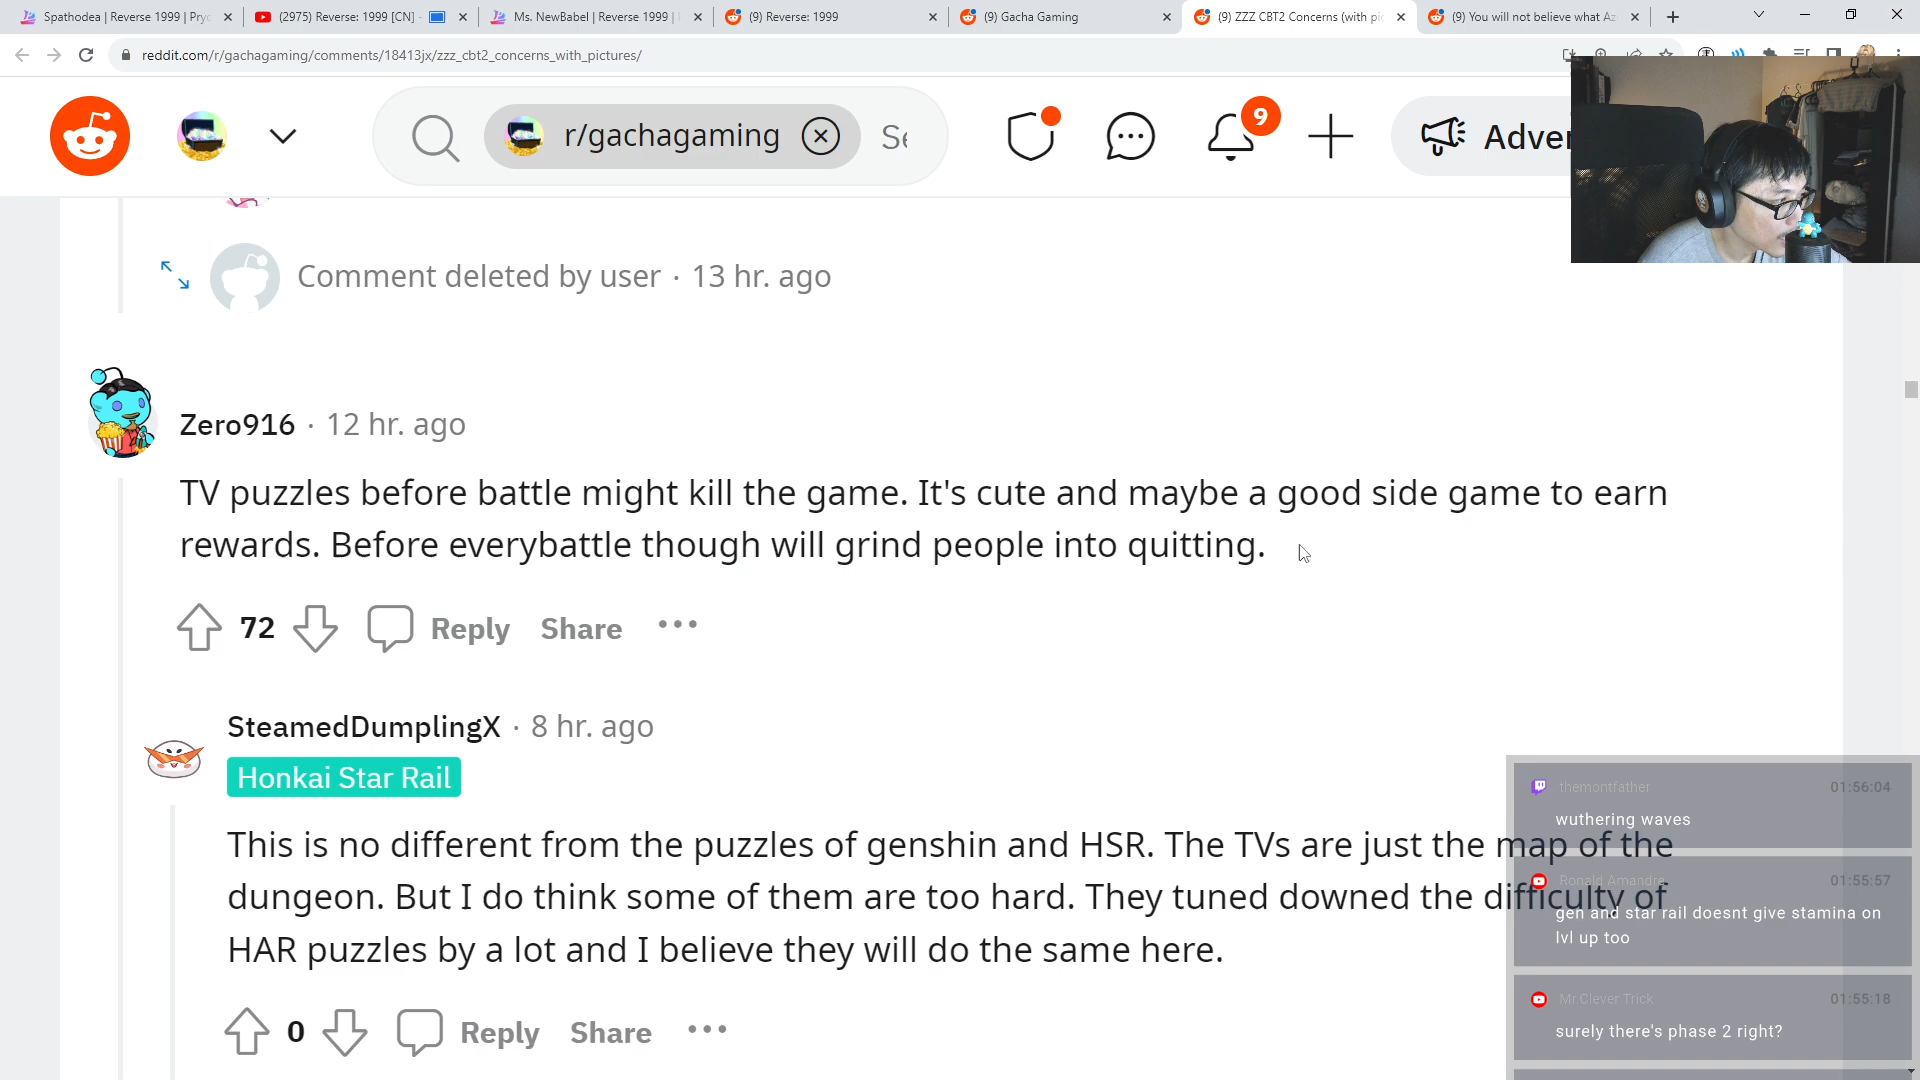 Spathodea | Reverse 1999 | Pryd
(2975) Reverse: 1999 [CN]
Ms. NewBabel | Reverse 1999 |
(9) Reverse: 1999
(9) Gacha Gaming
(9) ZZZ CBT2 Concerns (with pic
(9) You will not believe what Az
reddit.com/r/gachagaming/comments/18413jx/zzz_cbt2_concerns_with_pictures/
r/gachagaming
Se
9
Adver
Comment deleted by user · 13 hr. ago
Zero916 · 12 hr. ago
TV puzzles before battle might kill the game. It's cute and maybe a good side game to earn
rewards. Before everybattle though will grind people into quitting.
72
Reply
Share
SteamedDumplingX · 8 hr. ago
Honkai Star Rail
This is no different from the puzzles of genshin and HSR. The TVs are just the map of the
dungeon. But I do think some of them are too hard. They tuned downed the difficulty of
HAR puzzles by a lot and I believe they will do the same here.
0
Reply
Share
themontfather 01:56:04
wuthering waves
Ronald Amandre 01:55:57
gen and star rail doesnt give stamina on
lvl up too
Mr.Clever Trick 01:55:18
surely there's phase 2 right?